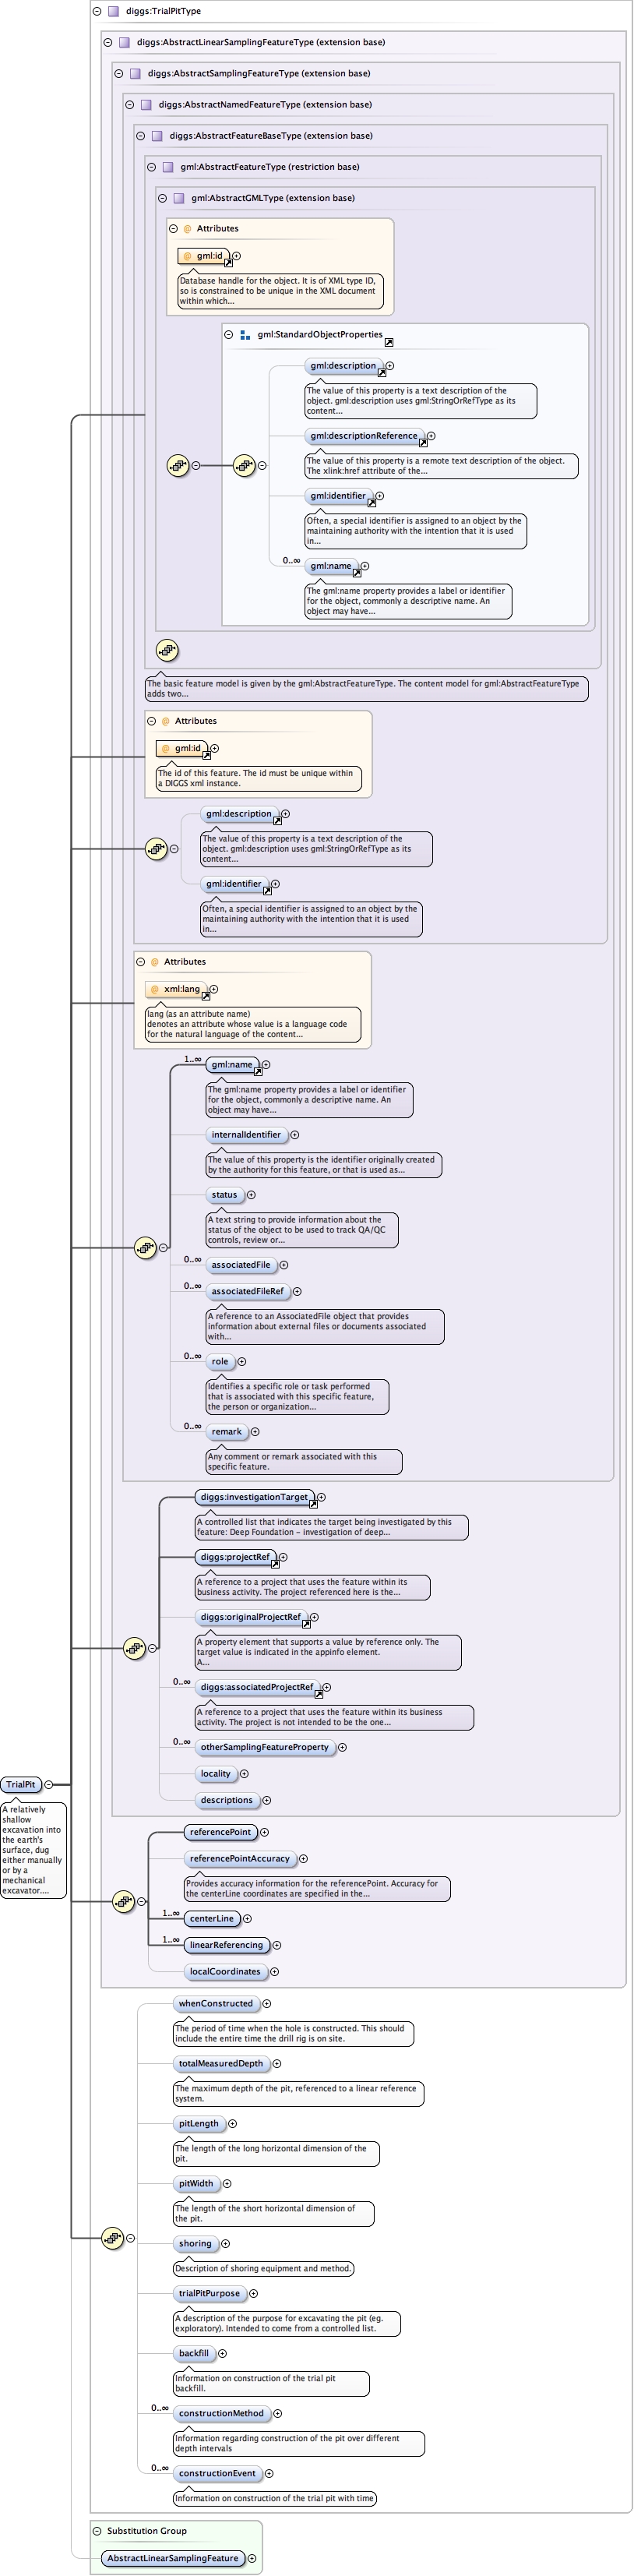 diggs:TrialPitType
diggs:AbstractLinearSamplingFeatureType (extension base)
diggs:AbstractSamplingFeatureType (extension base)
diggs:AbstractNamedFeatureType (extension base)
diggs:AbstractFeatureBaseType (extension base)
gml:AbstractFeatureType (restriction base)
gml:AbstractGMLType (extension base)
@ Attributes
@ gml:id
Database handle for the object. It is of XML type ID,
so is constrained to be unique in the XML document
within which...
gml:StandardObjectProperties
gml:description
The value of this property is a text description of the
object. gml:description uses gml:StringOrRefType as its
content...
gml:descriptionReference
The value of this property is a remote text description of the object.
The xlink:href attribute of the...
gml:identifier
Often, a special identifier is assigned to an object by the
maintaining authority with the intention that it is used
in...
0..∞
gml:name
The gml:name property provides a label or identifier
for the object, commonly a descriptive name. An
object may have...
The basic feature model is given by the gml:AbstractFeatureType. The content model for gml:AbstractFeatureType
adds two...
@ Attributes
@ gml:id
The id of this feature. The id must be unique within
a DIGGS xml instance.
gml:description
The value of this property is a text description of the
object. gml:description uses gml:StringOrRefType as its
content...
gml:identifier
Often, a special identifier is assigned to an object by the
maintaining authority with the intention that it is used
in...
@ Attributes
@ xml:lang
lang (as an attribute name)
denotes an attribute whose value is a language code
for the natural language of the content...
1..∞
gml:name
The gml:name property provides a label or identifier
for the object, commonly a descriptive name. An
object may have...
internalIdentifier
The value of this property is the identifier originally created
by the authority for this feature, or that is used as...
status
A text string to provide information about the
status of the object to be used to track QA/QC
controls, review or...
0..∞
associatedFile
0..∞
associatedFileRef
A reference to an AssociatedFile object that provides
information about external files or documents associated
with...
0..∞
role
Identifies a specific role or task performed
that is associated with this specific feature,
the person or organization...
0..∞
remark
Any comment or remark associated with this
specific feature.
diggs:investigationTarget
A controlled list that indicates the target being investigated by this
feature: Deep Foundation - investigation of deep...
diggs:projectRef
A reference to a project that uses the feature within its
business activity. The project referenced here is the...
diggs:originalProjectRef
A property element that supports a value by reference only. The
target value is indicated in the appinfo element.
A...
0..∞
diggs:associatedProjectRef
A reference to a project that uses the feature within its business
activity. The project is not intended to be the one...
0..∞
otherSamplingFeatureProperty
locality
descriptions
TrialPit
A relatively
shallow
excavation into
the earth's
surface, dug
either manually
or by a
mechanical
excavator....
referencePoint
referencePointAccuracy
Provides accuracy information for the referencePoint. Accuracy for
the centerLine coordinates are specified in the...
1..∞
centerLine
1..∞
linearReferencing
localCoordinates
whenConstructed
The period of time when the hole is constructed. This should
include the entire time the drill rig is on site.
totalMeasuredDepth
The maximum depth of the pit, referenced to a linear reference
system.
pitLength
The length of the long horizontal dimension of the
pit.
pitWidth
The length of the short horizontal dimension of
the pit.
shoring
Description of shoring equipment and method.
trialPitPurpose
A description of the purpose for excavating the pit (eg.
exploratory). Intended to come from a controlled list.
backfill
Information on construction of the trial pit
backfill.
0..∞
constructionMethod
Information regarding construction of the pit over different
depth intervals
0..∞
constructionEvent
Information on construction of the trial pit with time
Substitution Group
AbstractLinearSamplingFeature